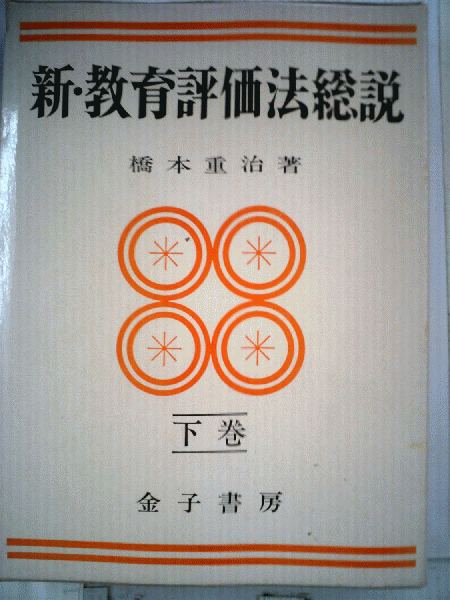 新・教育評価法総説
橋本重治著
下巻
金子書房